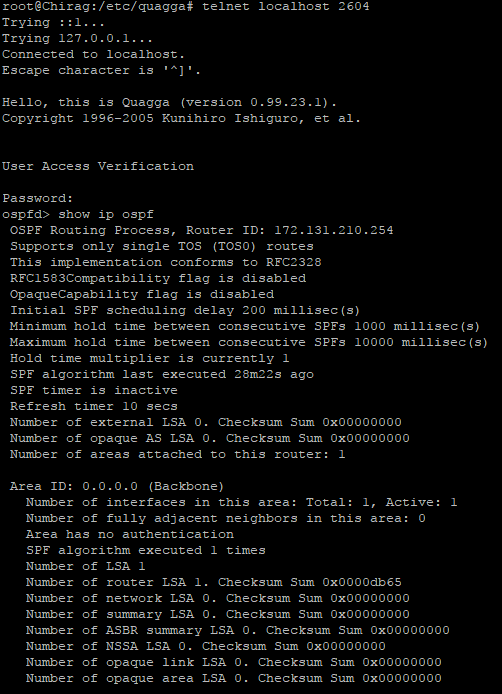 root@Chirag:/etc/quagga# telnet localhost 2604
Trying ::1...
Trying 127.0.0.1...
Connected to localhost.
Escape character is '^]'.

Hello, this is Quagga (version 0.99.23.1).
Copyright 1996-2005 Kunihiro Ishiguro, et al.


User Access Verification

Password:
ospfd> show ip ospf
 OSPF Routing Process, Router ID: 172.131.210.254
 Supports only single TOS (TOS0) routes
 This implementation conforms to RFC2328
 RFC1583Compatibility flag is disabled
 OpaqueCapability flag is disabled
 Initial SPF scheduling delay 200 millisec(s)
 Minimum hold time between consecutive SPFs 1000 millisec(s)
 Maximum hold time between consecutive SPFs 10000 millisec(s)
 Hold time multiplier is currently 1
 SPF algorithm last executed 28m22s ago
 SPF timer is inactive
 Refresh timer 10 secs
 Number of external LSA 0. Checksum Sum 0x00000000
 Number of opaque AS LSA 0. Checksum Sum 0x00000000
 Number of areas attached to this router: 1

 Area ID: 0.0.0.0 (Backbone)
   Number of interfaces in this area: Total: 1, Active: 1
   Number of fully adjacent neighbors in this area: 0
   Area has no authentication
   SPF algorithm executed 1 times
   Number of LSA 1
   Number of router LSA 1. Checksum Sum 0x0000db65
   Number of network LSA 0. Checksum Sum 0x00000000
   Number of summary LSA 0. Checksum Sum 0x00000000
   Number of ASBR summary LSA 0. Checksum Sum 0x00000000
   Number of NSSA LSA 0. Checksum Sum 0x00000000
   Number of opaque link LSA 0. Checksum Sum 0x00000000
   Number of opaque area LSA 0. Checksum Sum 0x00000000